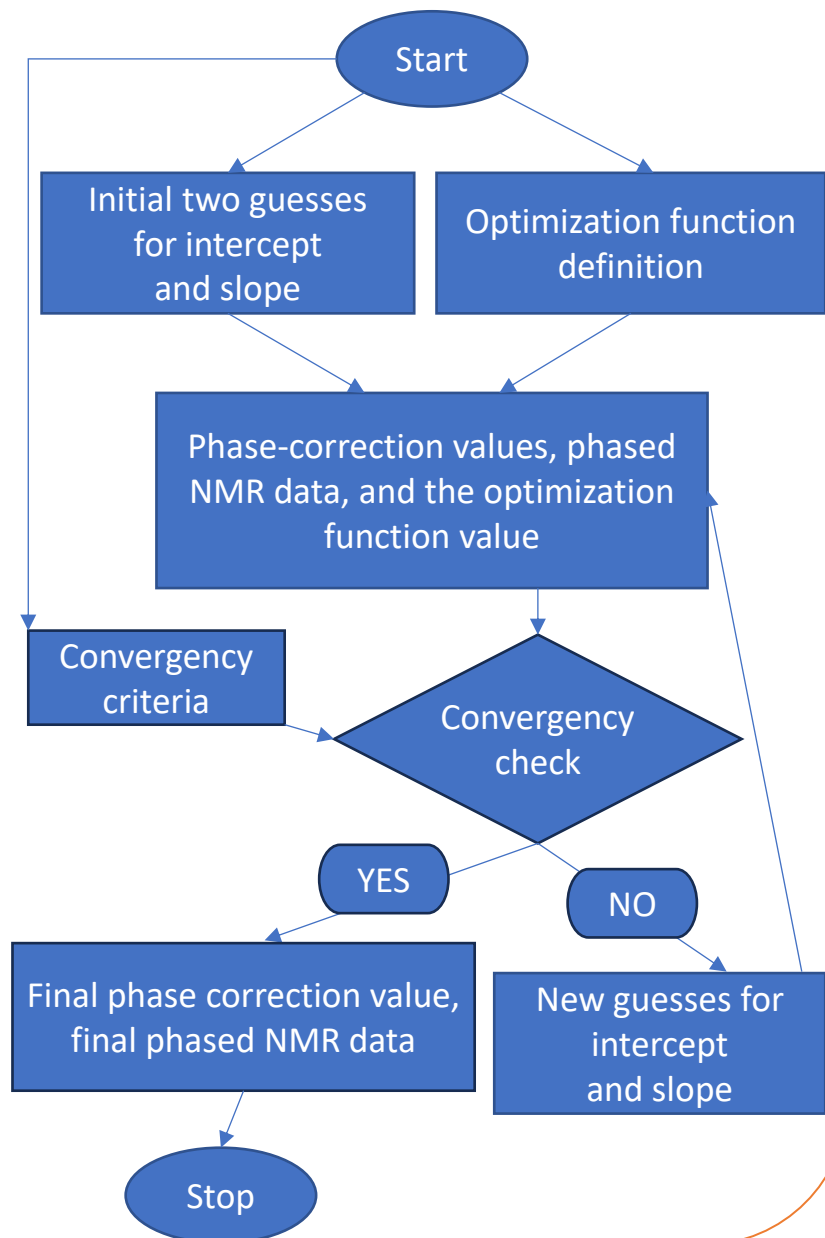 Start
Initial two guesses
for intercept
and slope
Optimization function
definition
Phase-correction values, phased
NMR data, and the optimization
function value
Convergency
criteria
Convergency
check
YES
NO
Final phase correction value,
final phased NMR data
New guesses for
intercept
and slope
Stop